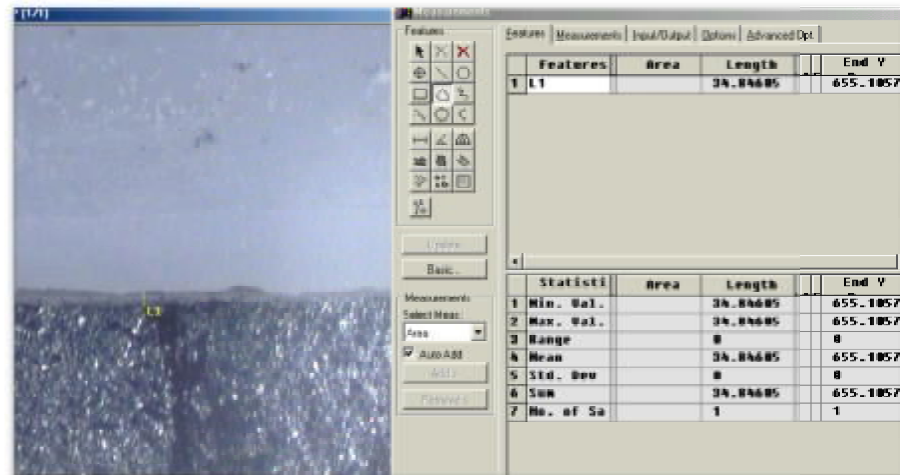 * [1/1]
Measurements
Features
Features Measurements Input/Output Options Advanced Opt.
Features Area Length End Y
1 L1 34.84605 655.1057
Update
Basic..
Statisti Area Length End Y
1 Min. Val. 34.84605 655.1057
2 Max. Val. 34.84605 655.1057
3 Range 0 0
4 Mean 34.84605 655.1057
5 Std. Dev 0 0
6 Sum 34.84605 655.1057
7 No. of Sa 1 1
Measurements
Select Meas.:
Area
Auto Add
Add
Remove
L1